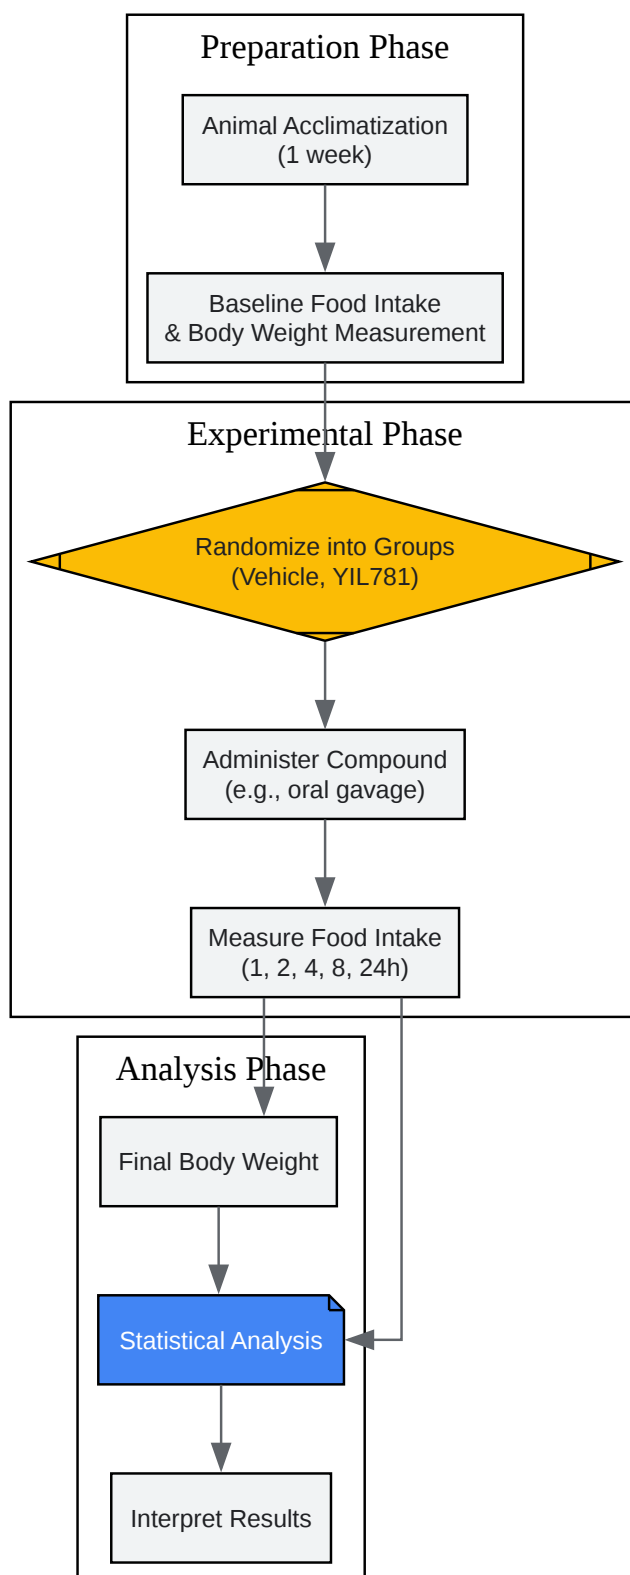 Preparation Phase
Animal Acclimatization
(1 week)
Baseline Food Intake
& Body Weight Measurement
Experimental Phase
Randomize into Groups
(Vehicle, YIL781)
Administer Compound
(e.g., oral gavage)
Measure Food Intake
(1, 2, 4, 8, 24h)
Analysis Phase
Final Body Weight
Statistical Analysis
Interpret Results